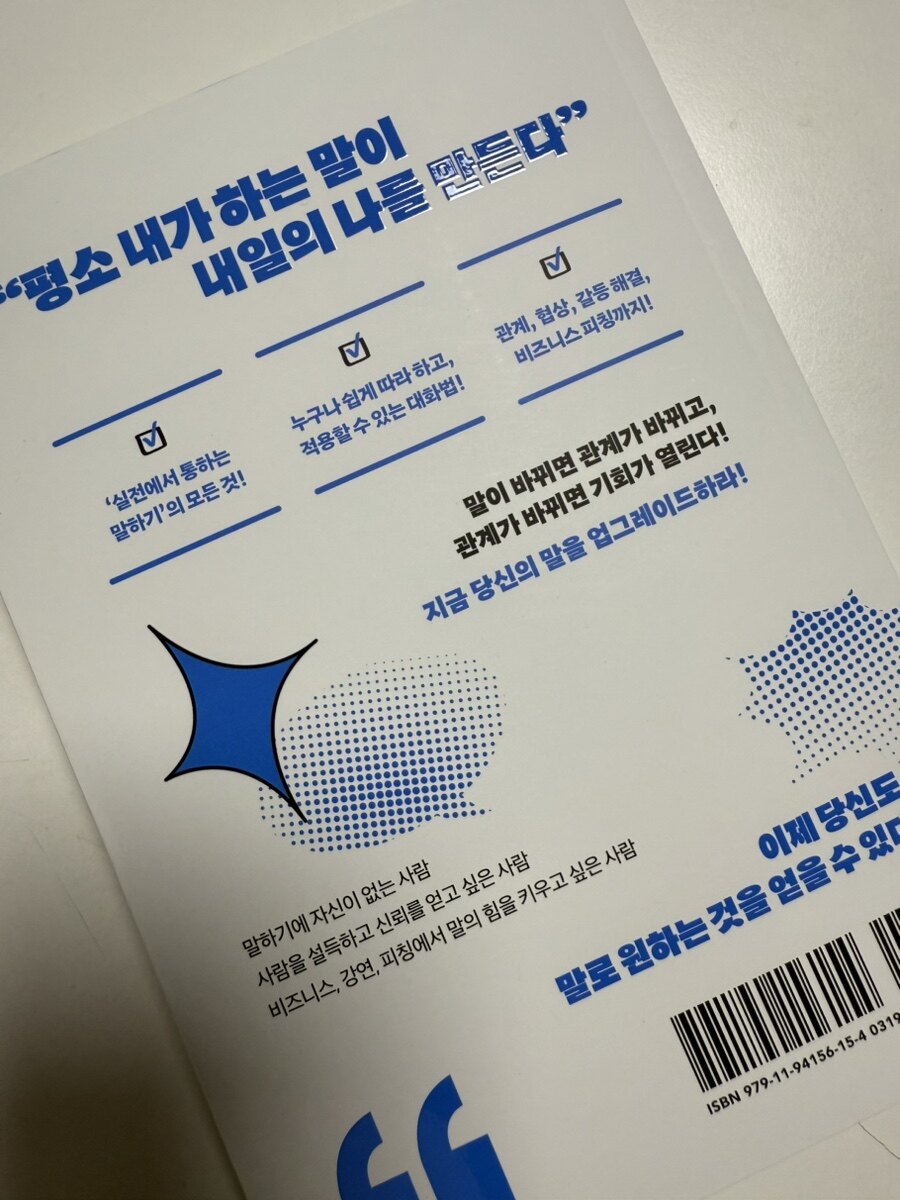 “평소 내가 하는 말이
내일의 나를 만든다”
‘실전에서 통하는
말하기’의 모든 것!
누구나 쉽게 따라 하고,
적용할 수 있는 대화법!
관계, 협상, 갈등 해결,
비즈니스 피칭까지!
말이 바뀌면 관계가 바뀌고,
관계가 바뀌면 기회가 열린다!
지금 당신의 말을 업그레이드하라!
말하기에 자신이 없는 사람
사람을 설득하고 신뢰를 얻고 싶은 사람
비즈니스, 강연, 피칭에서 말의 힘을 키우고 싶은 사람
이제 당신도
말로 원하는 것을 얻을 수 있
ISBN 979-11-94156-15-4 0319